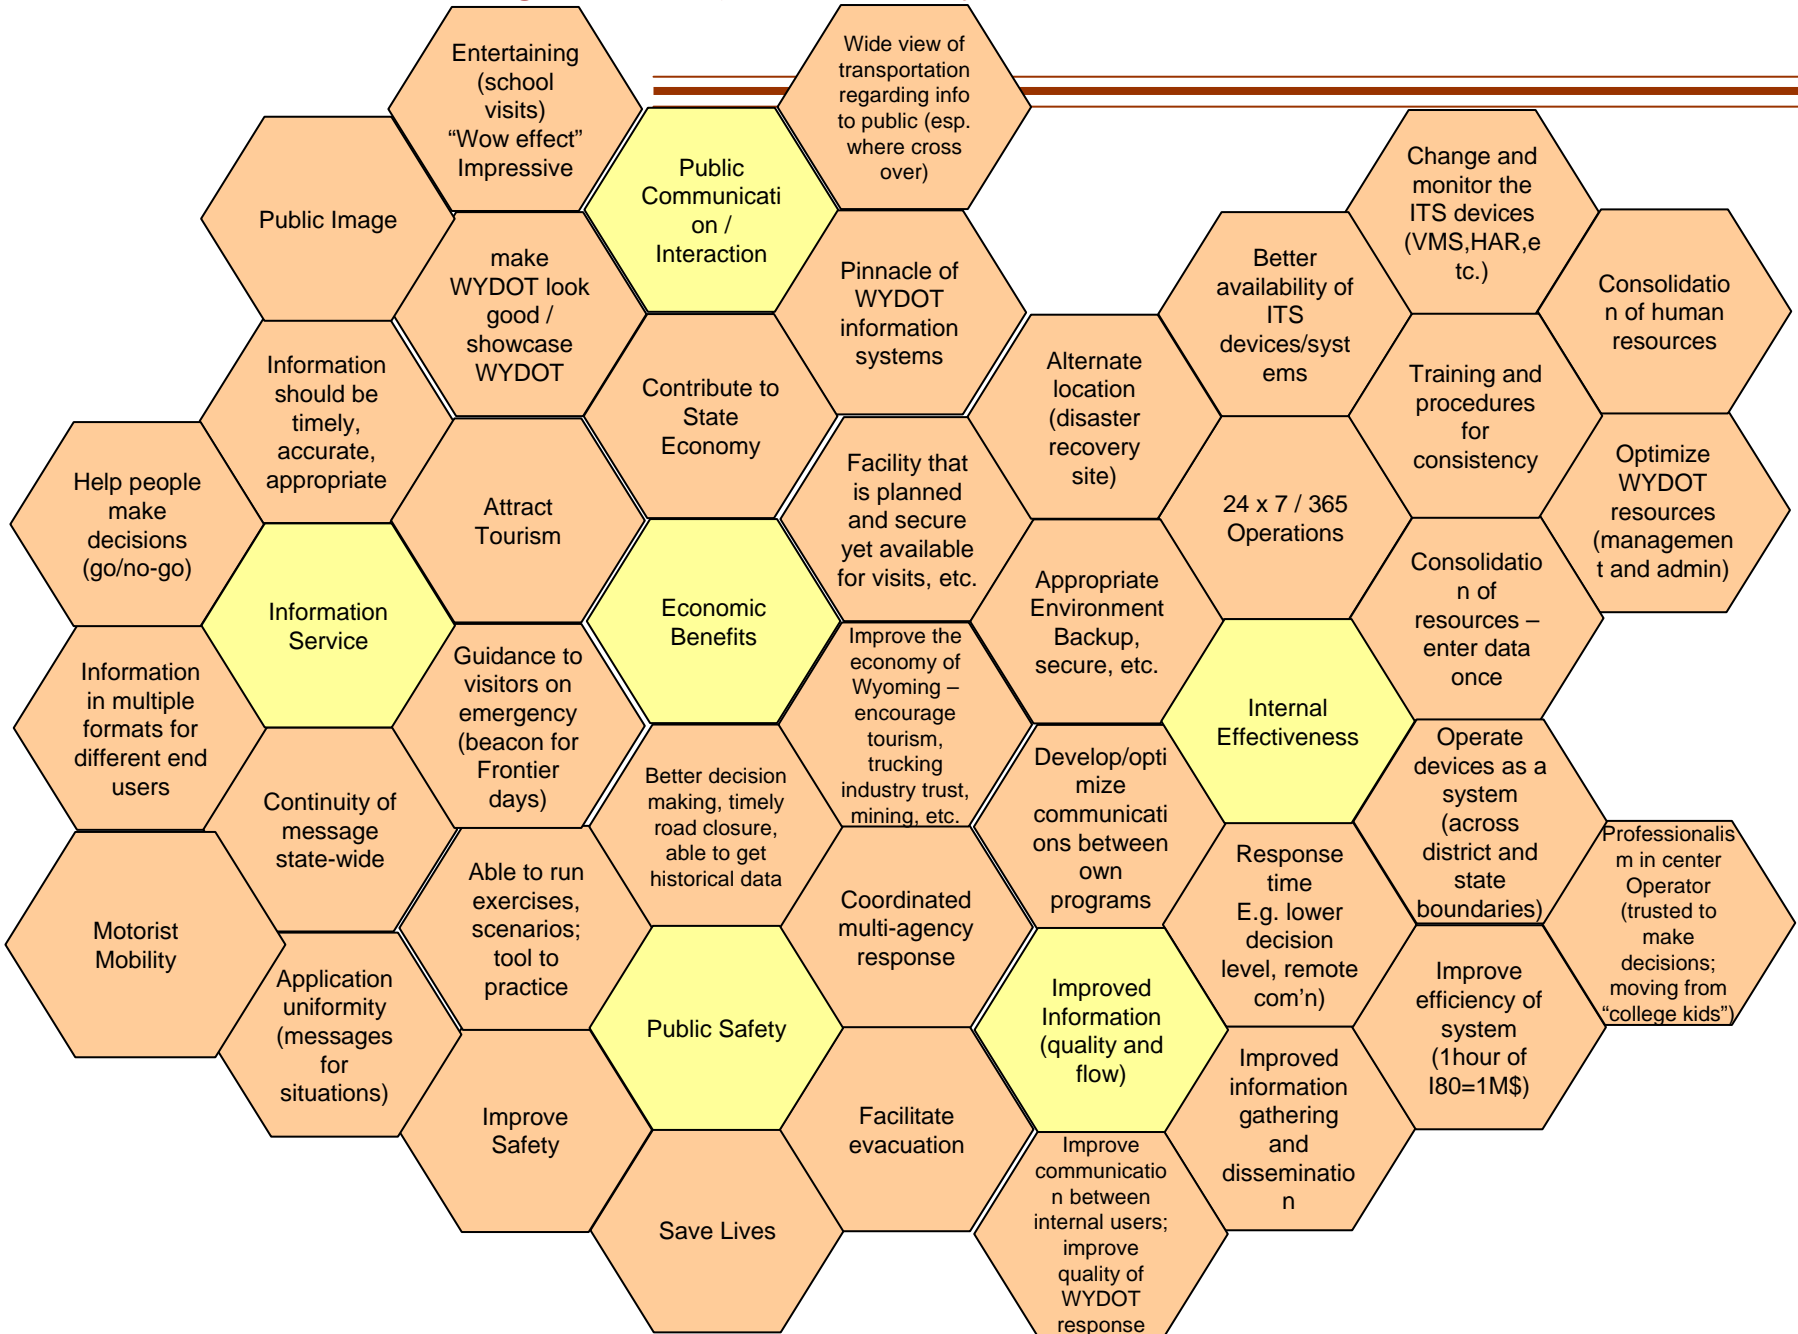 Entertaining
(school
visits)
“Wow effect”
Impressive
Wide view of
transportation
regarding info
to public (esp.
where cross
over)
Public
Communicati
on /
Interaction
Change and
monitor the
ITS devices
(VMS,HAR,e
tc.)
Public Image
make
WYDOT look
good /
showcase
WYDOT
Pinnacle of
WYDOT
information
systems
Better
availability of
ITS
devices/syst
ems
Consolidatio
n of human
resources
Information
should be
timely,
accurate,
appropriate
Contribute to
State
Economy
Alternate
location
(disaster
recovery
site)
Training and
procedures
for
consistency
Help people
make
decisions
(go/no-go)
Attract
Tourism
Facility that
is planned
and secure
yet available
for visits, etc.
24 x 7 / 365
Operations
Optimize
WYDOT
resources
(managemen
t and admin)
Information
Service
Economic
Benefits
Appropriate
Environment
Backup,
secure, etc.
Consolidatio
n of
resources –
enter data
once
Information
in multiple
formats for
different end
users
Guidance to
visitors on
emergency
(beacon for
Frontier
days)
Improve the
economy of
Wyoming –
encourage
tourism,
trucking
industry trust,
mining, etc.
Internal
Effectiveness
Continuity of
message
state-wide
Better decision
making, timely
road closure,
able to get
historical data
Develop/opti
mize
communicati
ons between
own
programs
Operate
devices as a
system
(across
district and
state
boundaries)
Motorist
Mobility
Able to run
exercises,
scenarios;
tool to
practice
Coordinated
multi-agency
response
Response
time
E.g. lower
decision
level, remote
com’n)
Professionalis
m in center
Operator
(trusted to
make
decisions;
moving from
“college kids”)
Application
uniformity
(messages
for
situations)
Public Safety
Improved
Information
(quality and
flow)
Improve
efficiency of
system
(1hour of
I80=1M$)
Improve
Safety
Facilitate
evacuation
Improved
information
gathering
and
disseminatio
n
Save Lives
Improve
communicatio
n between
internal users;
improve
quality of
WYDOT
response